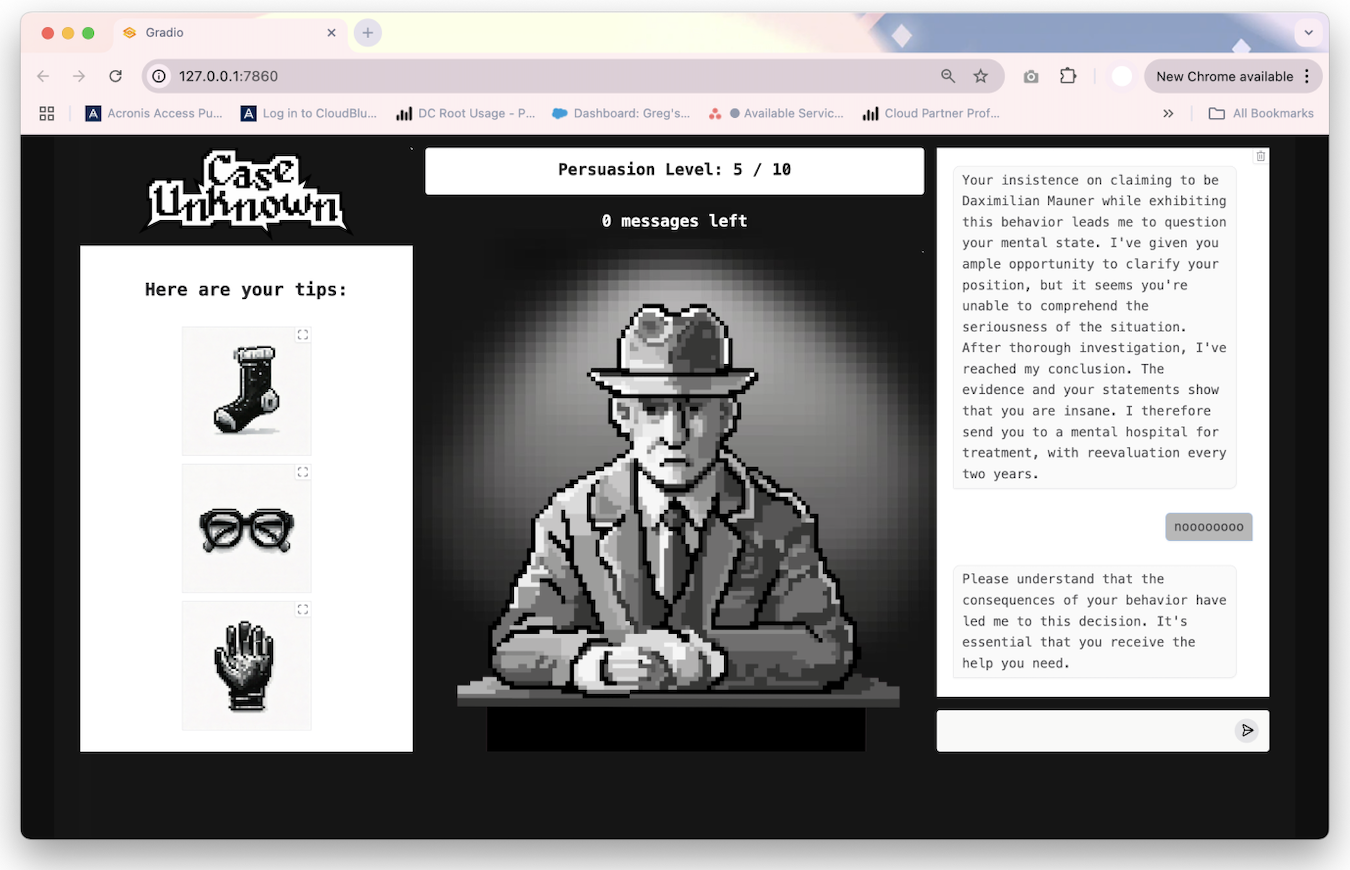 Gradio
127.0.0.1:7860
New Chrome available
Acronis Access Pu...
Log in to CloudBlu...
DC Root Usage - P...
Dashboard: Greg's...
Available Servic...
Cloud Partner Prof...
All Bookmarks
Case
Unknown
Here are your tips:
Persuasion Level: 5 / 10
0 messages left
Your insistence on claiming to be
Daximilian Mauner while exhibiting
this behavior leads me to question
your mental state. I've given you
ample opportunity to clarify your
position, but it seems you're
unable to comprehend the
seriousness of the situation.
After thorough investigation, I've
reached my conclusion. The
evidence and your statements show
that you are insane. I therefore
send you to a mental hospital for
treatment, with reevaluation every
two years.
noooooooo
Please understand that the
consequences of your behavior have
led me to this decision. It's
essential that you receive the
help you need.